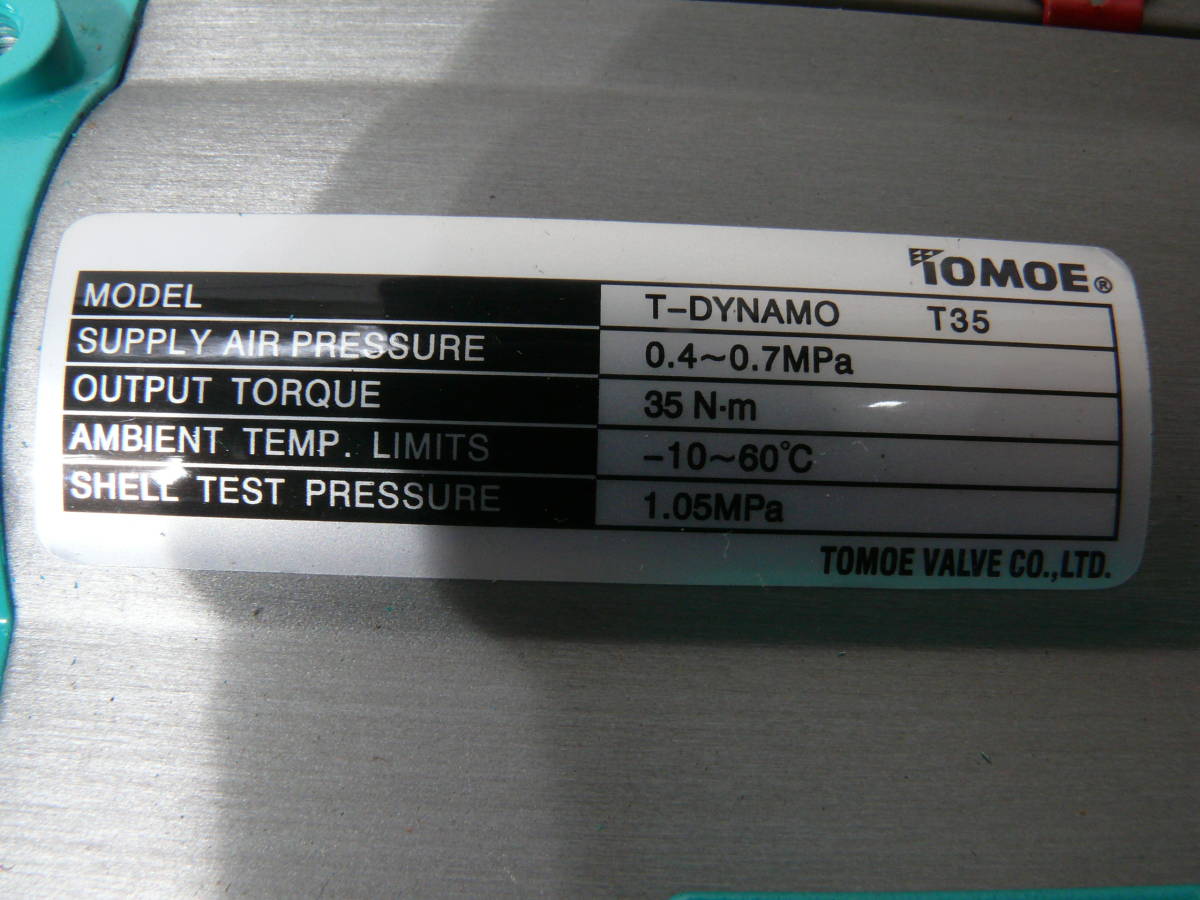 TOMOE®
MODEL T-DYNAMO T35
SUPPLY AIR PRESSURE 0.4~0.7MPa
OUTPUT TORQUE 35 N·m
AMBIENT TEMP. LIMITS -10~60℃
SHELL TEST PRESSURE 1.05MPa
TOMOE VALVE CO.,LTD.